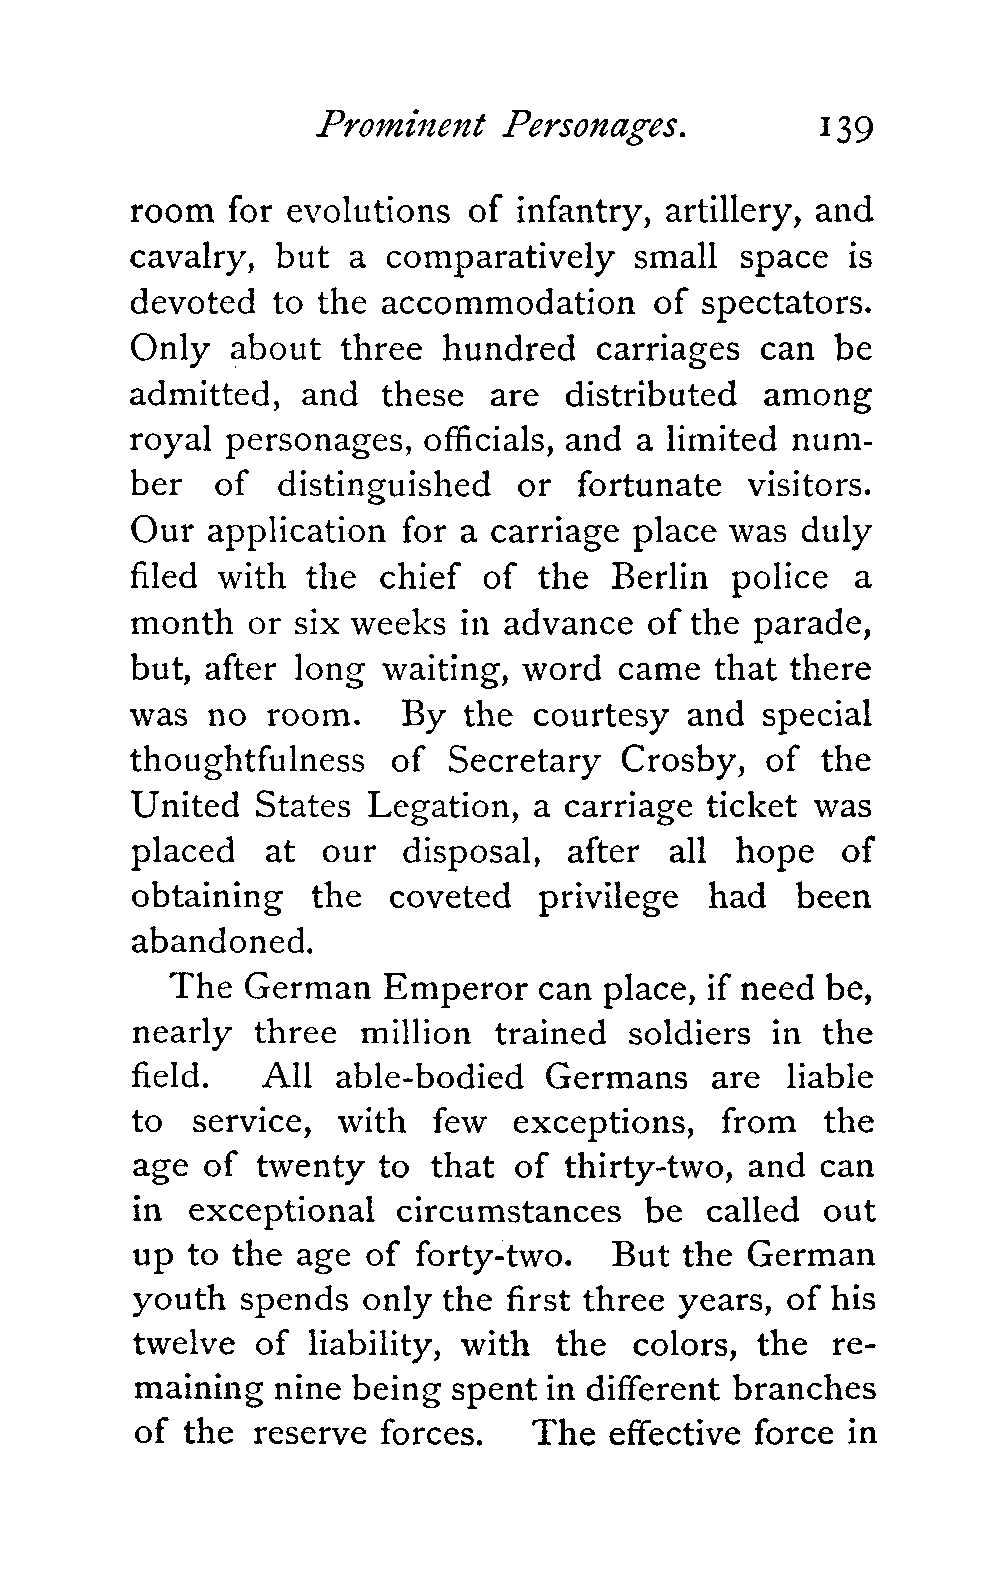 Prominent Personages. 139
room for evolutions of infantry, artillery, and
cavalry, but a comparatively small space is
devoted to the accommodation of spectators.
Only about three hundred carriages can be
admitted, and these are distributed among
royal personages, officials, and a limited num-
ber of distinguished or fortunate visitors.
Our application for a carriage place was duly
filed with the chief of the Berlin police a
month or six weeks in advance of the parade,
but, after long waiting, word came that there
was no room. By the courtesy and special
thoughtfulness of Secretary Crosby, of the
United States Legation, a carriage ticket was
placed at our disposal, after all hope of
obtaining the coveted privilege had been
abandoned.
The German Emperor can place, if need be,
nearly three million trained soldiers in the
field. All able-bodied Germans are liable
to service, with few exceptions, from the
age of twenty to that of thirty-two, and can
in exceptional circumstances be called out
up to the age of forty-two. But the German
youth spends only the first three years, of his
twelve of liability, with the colors, the re-
maining nine being spent in different branches
of the reserve forces. The effective force in